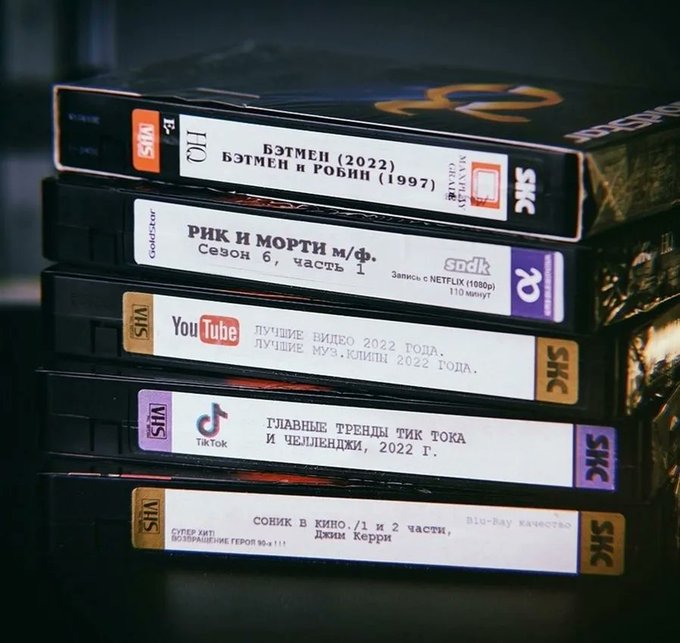 VHS
E-
HQ
БЭТМЕН (2022)
БЭТМЕН и РОБИН (1997)
SKC
GoldStar
GoldStar
РИК И МОРТИ м/ф.
Сезон 6, часть 1
sndk
Запись с NETFLIX (1080p)
110 минут
20
VHS
YouTube
ЛУЧШИЕ ВИДЕО 2022 ГОДА.
ЛУЧШИЕ МУЗ.КЛИПЫ 2022 ГОДА.
SKC
VHS
TikTok
ГЛАВНЫЕ ТРЕНДЫ ТИК ТОКА
И ЧЕЛЛЕНДЖИ, 2022 Г.
SKC
VHS
СУПЕР ХИТ!
ВОЗВРАЩЕНИЕ ГЕРОЯ 90-х !!!
СОНИК В КИНО./1 и 2 части,
Джим Керри
Blu-Ray качество
SKC